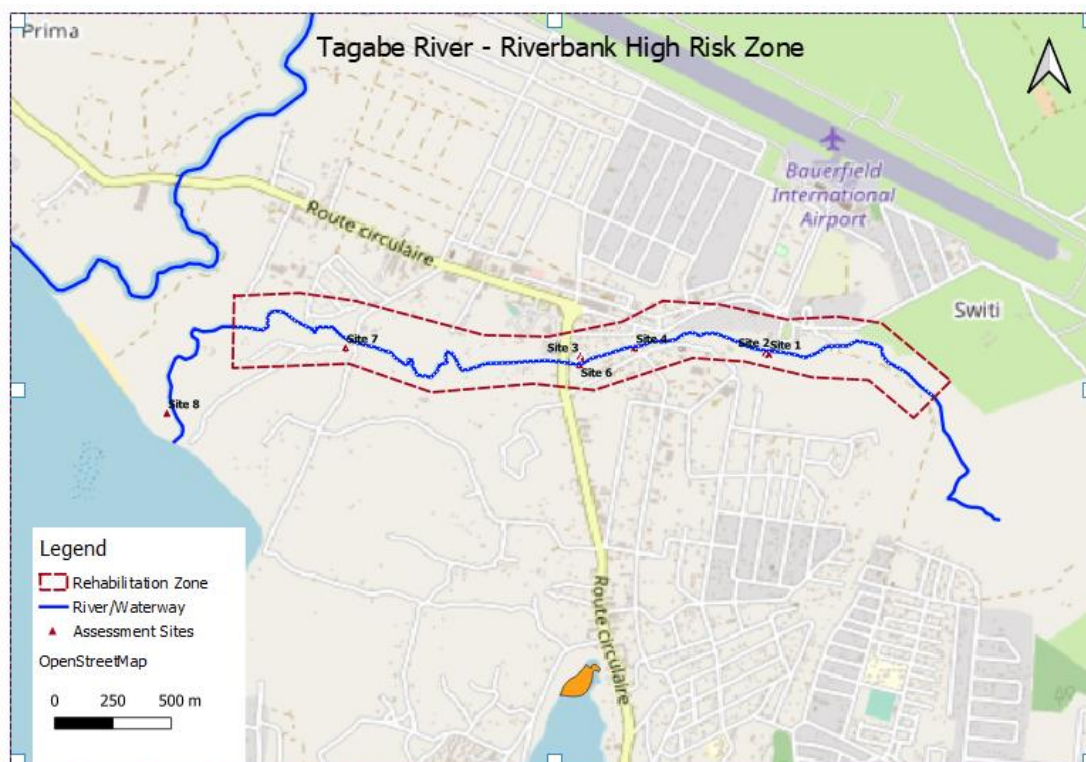 Prima
Tagabe River - Riverbank High Risk Zone
Bauerfield
International
Airport
Route circulaire
Switi
Site 7
Site 3
Site 4
Site 2
Site 1
Site 6
Site 8
Route circulaire
Legend
Rehabilitation Zone
River/Waterway
Assessment Sites
OpenStreetMap
0 250 500 m